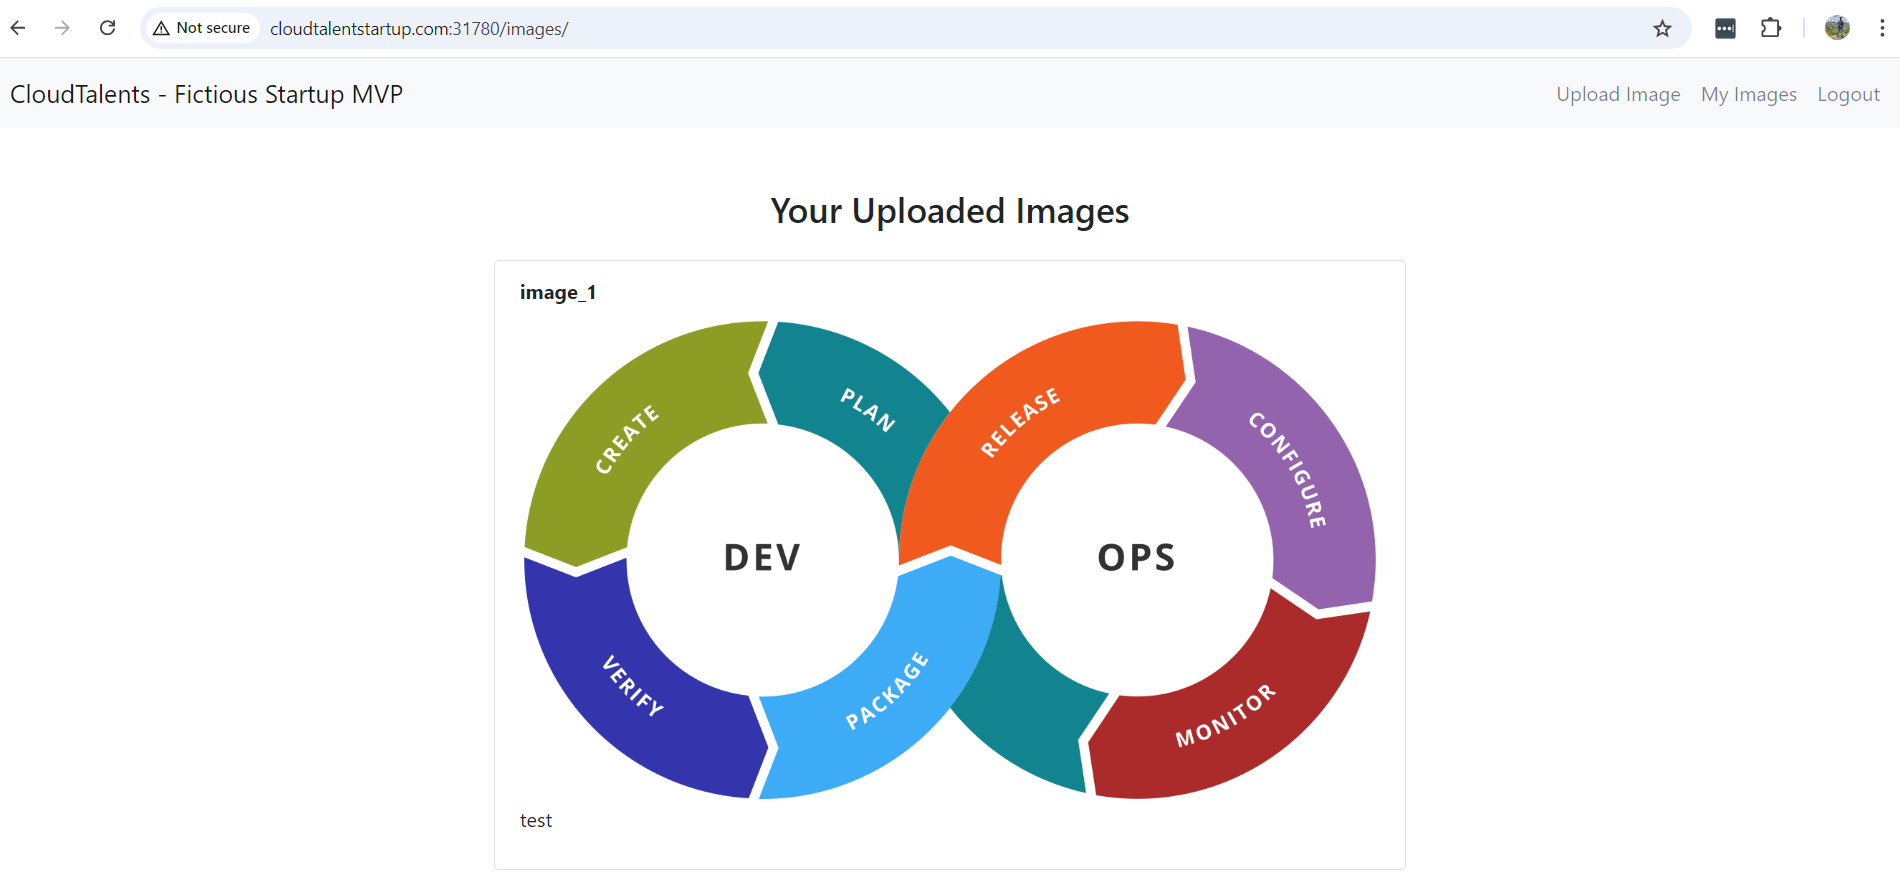 Not secure
cloudtalentstartup.com:31780/images/
CloudTalents - Fictious Startup MVP
Upload Image
My Images
Logout
Your Uploaded Images
image_1
CREATE
PLAN
RELEASE
CONFIGURE
DEV
OPS
VERIFY
PACKAGE
MONITOR
test